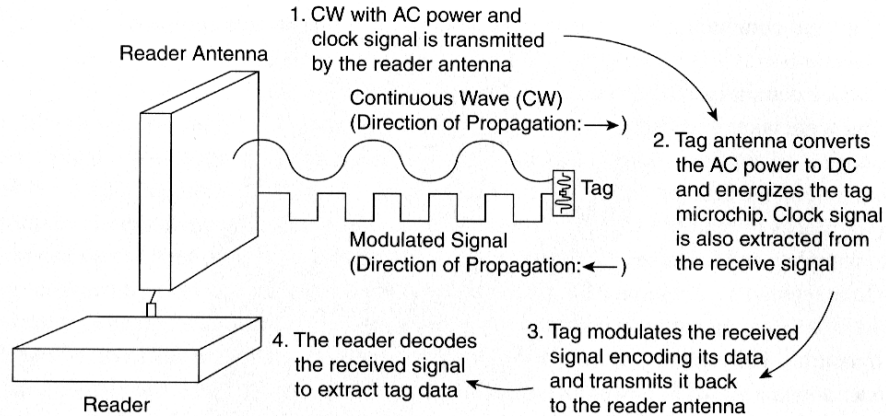 1. CW with AC power and
clock signal is transmitted
by the reader antenna
Reader Antenna
Continuous Wave (CW)
(Direction of Propagation:→)
2. Tag antenna converts
the AC power to DC
and energizes the tag
microchip. Clock signal
is also extracted from
the receive signal
Tag
Modulated Signal
(Direction of Propagation:←)
3. Tag modulates the received
signal encoding its data
and transmits it back
to the reader antenna
4. The reader decodes
the received signal
to extract tag data
Reader